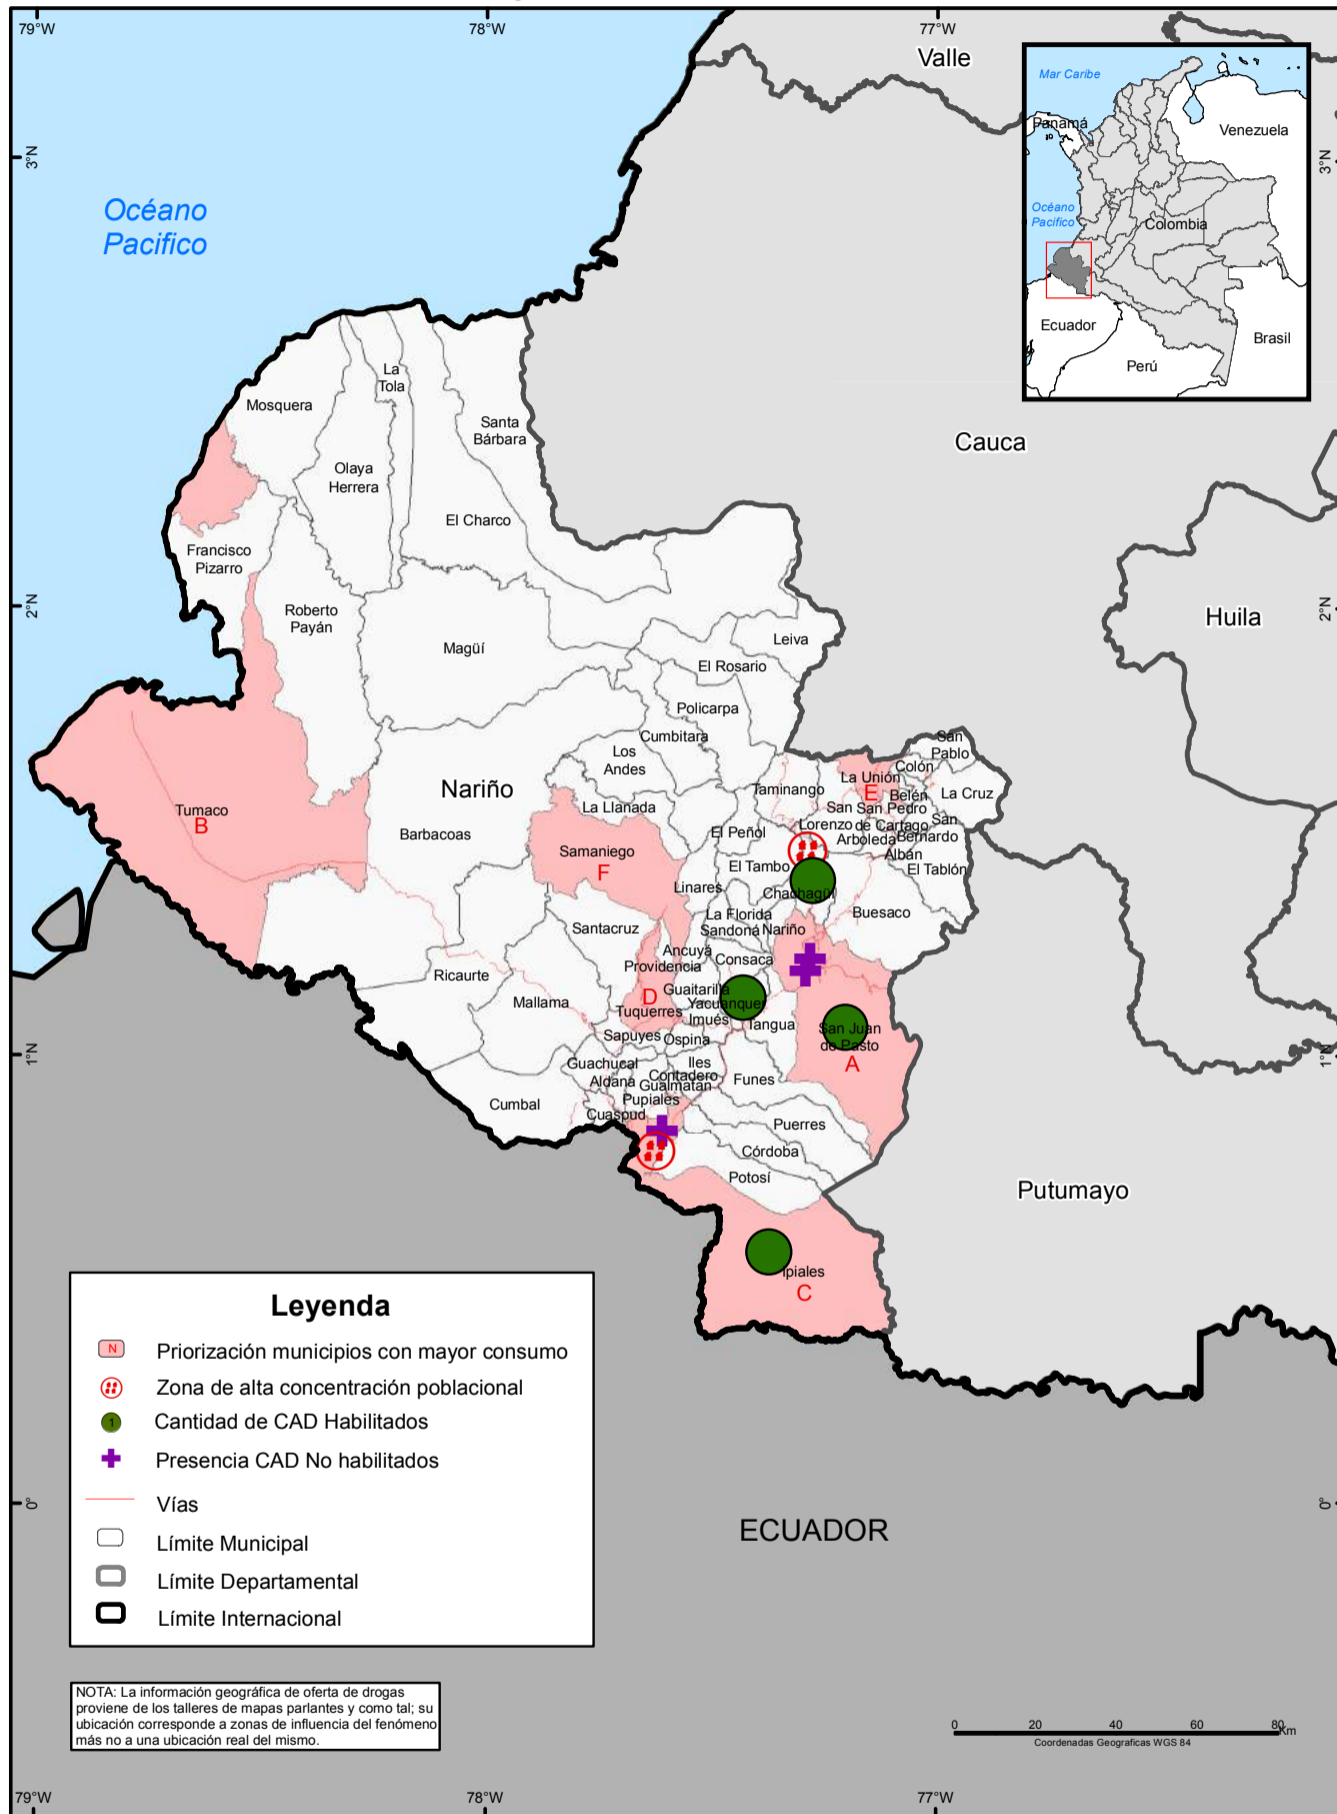 79°W
78°W
77°W
Valle
Mar Caribe
Panamá
Venezuela
3°N
3°N
Océano
Pacifico
Océano
Pacifico
Colombia
Ecuador
Brasil
Perú
La
Tola
Mosquera
Santa
Bárbara
Cauca
Olaya
Herrera
El Charco
Francisco
Pizarro
2°N
2°N
Roberto
Payán
Huila
Leiva
Magüí
El Rosario
Policarpa
Cumbitara
San
Pablo
Los
Andes
Colón
La Unión
Nariño
Taminango
E
Belén
La Cruz
Tumaco
B
La Llanada
San San Pedro
Lorenzo de Cartago
San
Bernardo
Barbacoas
El Peñol
Arboleda
Samaniego
F
Albán
El Tambo
El Tablón
Linares
Chachagüí
La Florida
Buesaco
Santacruz
Sandoná
Nariño
Ancuyá
Consaca
Providencia
Ricaurte
Guaitarilla
Mallama
D
Yacuanquer
Tuquerres
Imués
Tangua
San Juan
de Pasto
A
Sapuyes
Ospina
1°N
1°N
Guachucal
Iles
Contadero
Aldana
Gualmatán
Funes
Pupiales
Cumbal
Cuaspud
Puerres
Córdoba
Potosí
Putumayo
Ipiales
C
Leyenda
N
Priorización municipios con mayor consumo
Zona de alta concentración poblacional
1
Cantidad de CAD Habilitados
Presencia CAD No habilitados
Vías
Límite Municipal
Límite Departamental
Límite Internacional
0°
0°
ECUADOR
NOTA: La información geográfica de oferta de drogas
proviene de los talleres de mapas parlantes y como tal; su
ubicación corresponde a zonas de influencia del fenómeno
más no a una ubicación real del mismo.
0 20 40 60 80 Km
Coordenadas Geograficas WGS 84
79°W
78°W
77°W